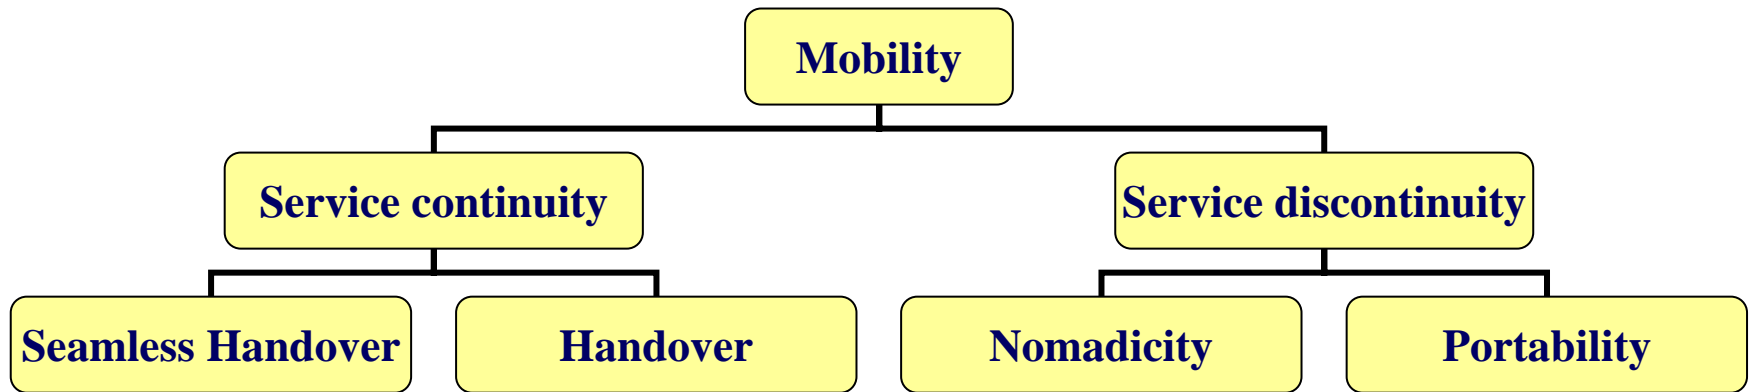 Mobility
Service continuity
Service discontinuity
Seamless Handover
Handover
Nomadicity
Portability